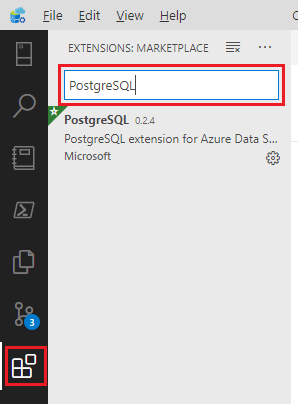 File Edit View Help
EXTENSIONS: MARKETPLACE
PostgreSQL
PostgreSQL 0.2.4
PostgreSQL extension for Azure Data S...
Microsoft
3